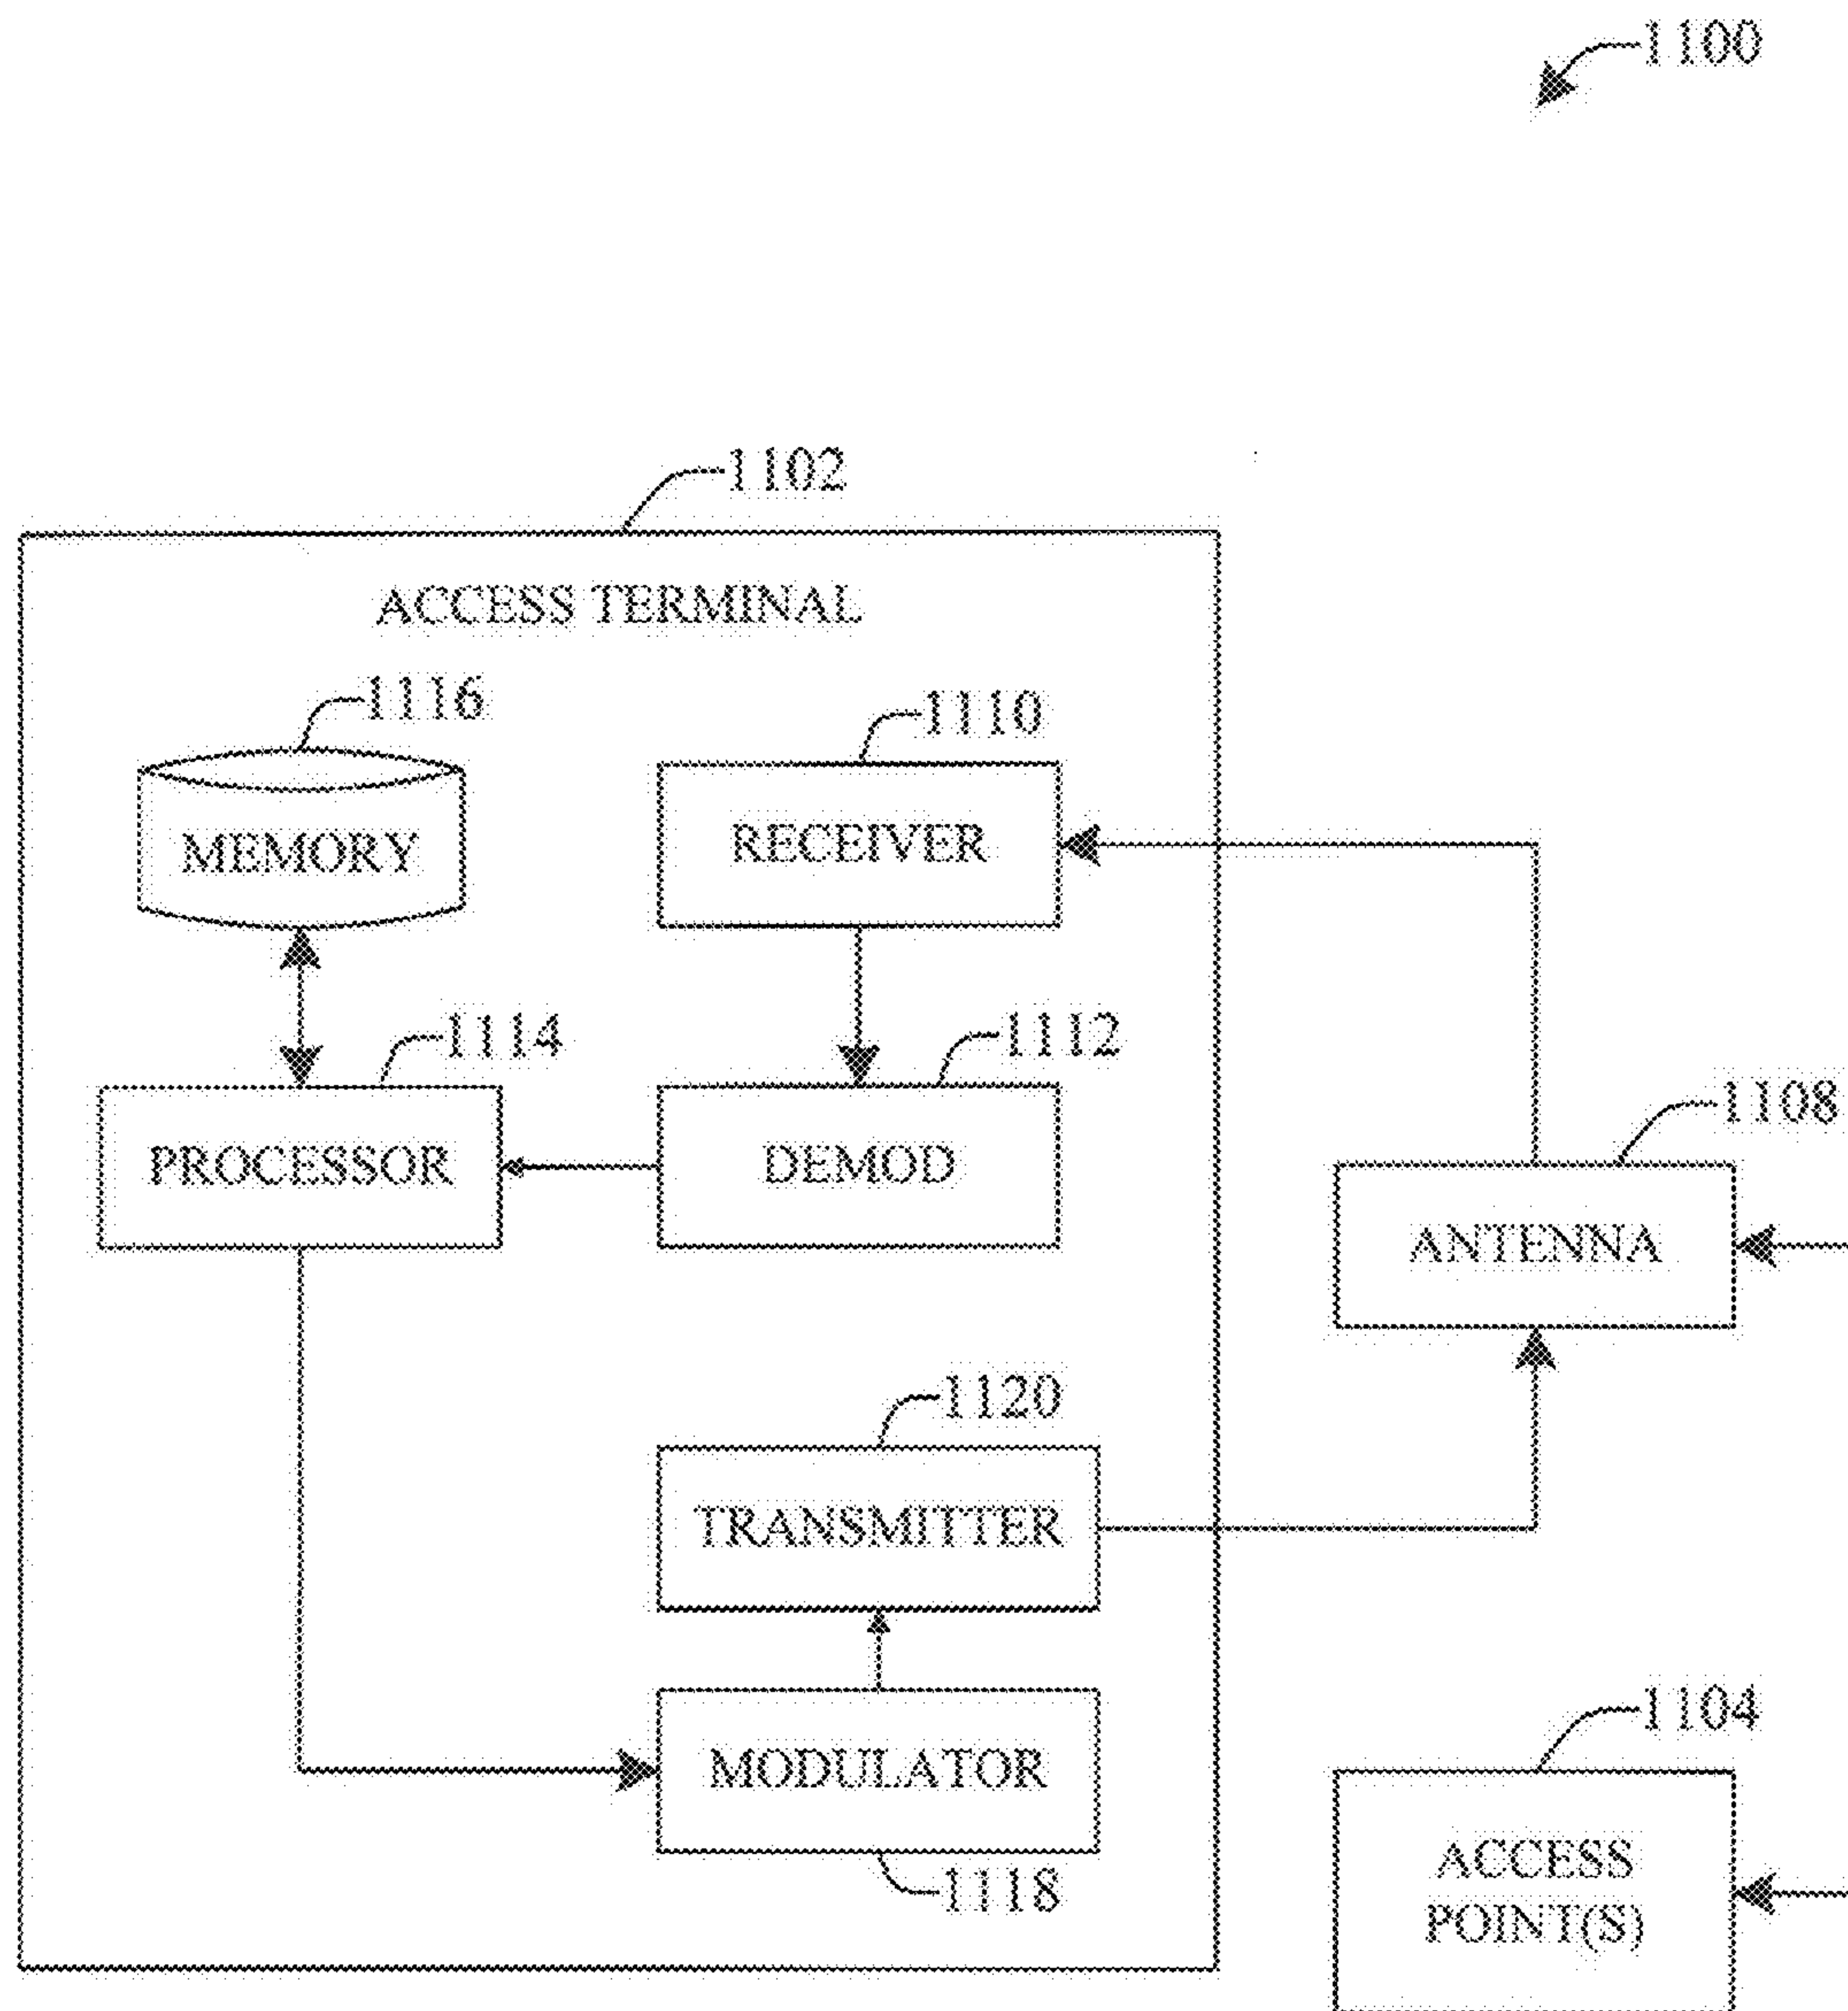 1100
1102
ACCESS TERMINAL
1116
1110
MEMORY
RECEIVER
1114
1112
1108
PROCESSOR
DEMOD
ANTENNA
1120
TRANSMITTER
1104
MODULATOR
ACCESS
POINT(S)
1118